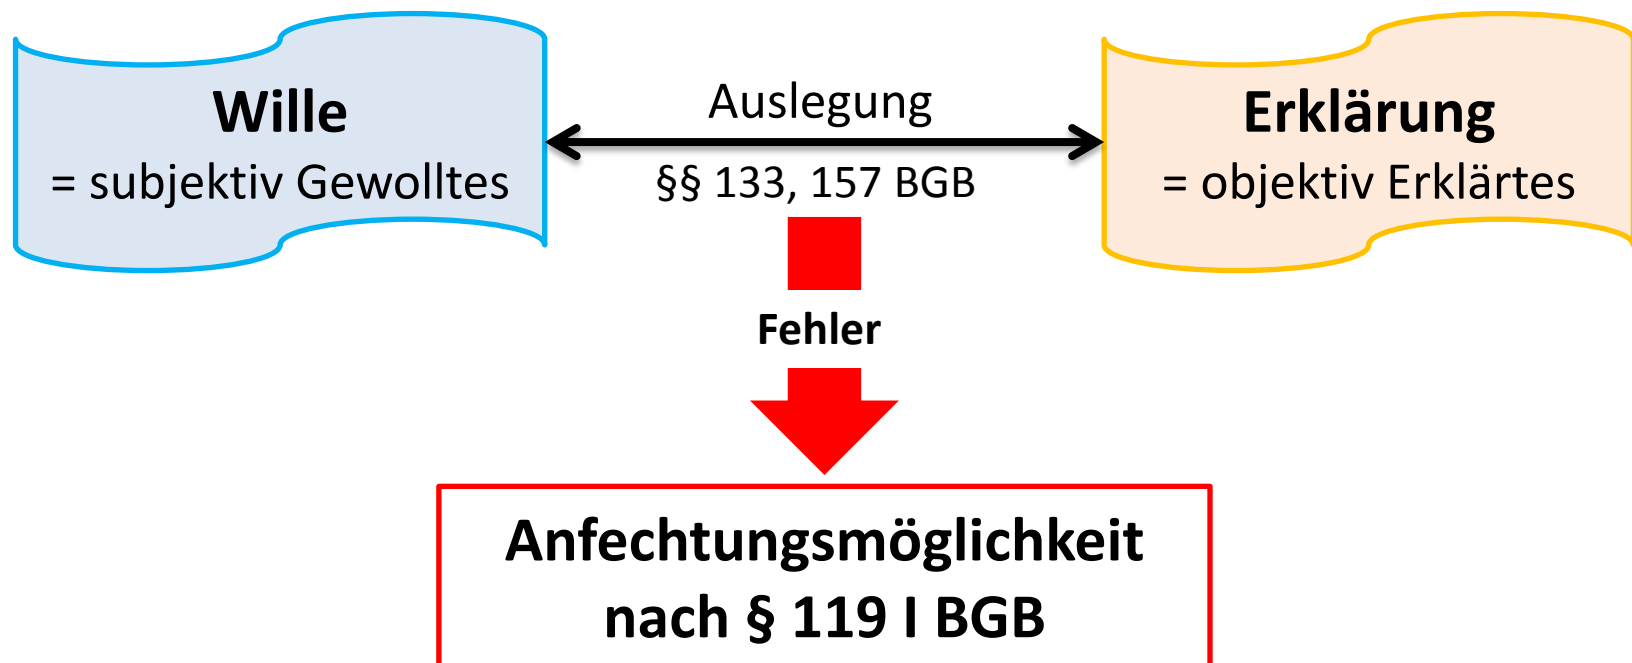 Wille
= subjektiv Gewolltes
Auslegung
§§ 133, 157 BGB
Erklärung
= objektiv Erklärtes
Fehler
Anfechtungsmöglichkeit
nach § 119 I BGB